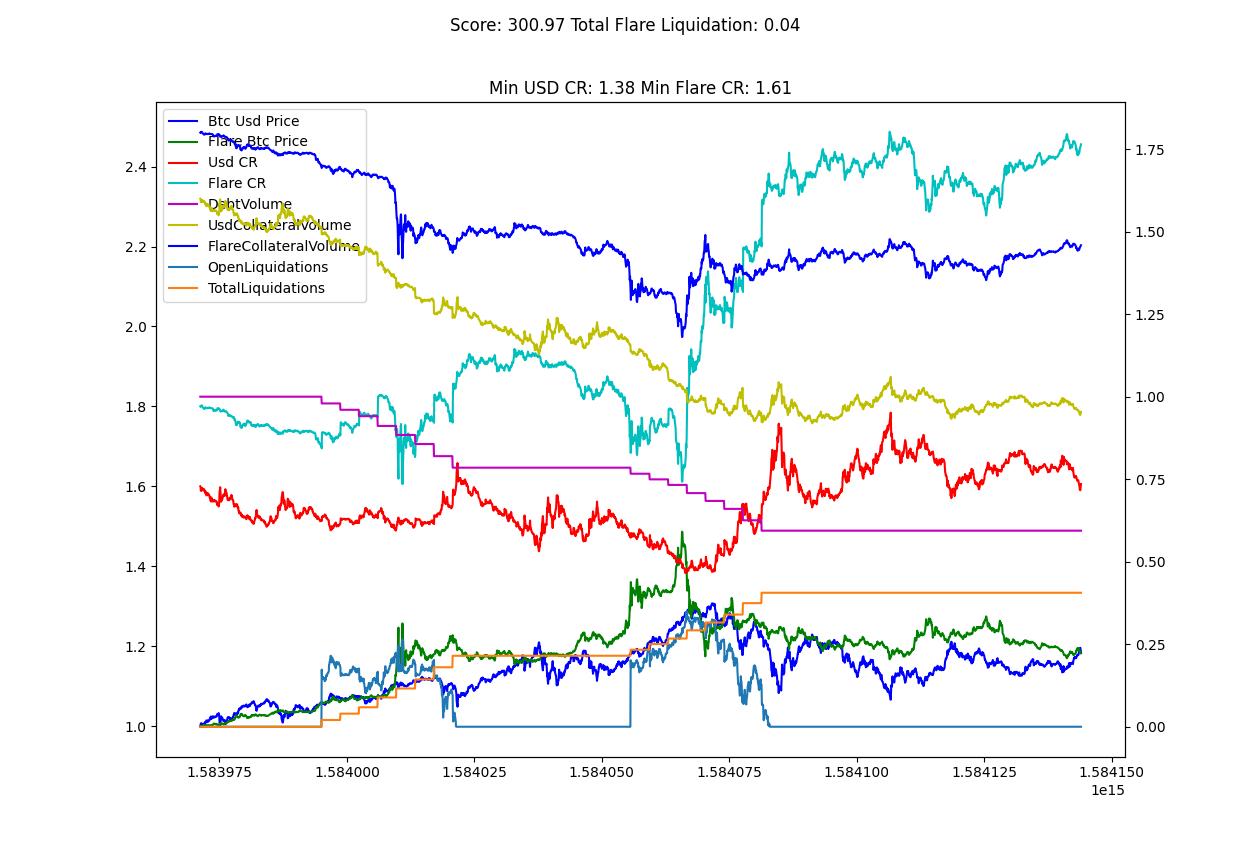 Score: 300.97 Total Flare Liquidation: 0.04
Min USD CR: 1.38 Min Flare CR: 1.61
Btc Usd Price
Flare Btc Price
Usd CR
Flare CR
DebtVolume
UsdCollateralVolume
FlareCollateralVolume
OpenLiquidations
TotalLiquidations
2.4
2.2
2.0
1.8
1.6
1.4
1.2
1.0
1.75
1.50
1.25
1.00
0.75
0.50
0.25
0.00
1.583975 1.584000 1.584025 1.584050 1.584075 1.584100 1.584125 1.584150
1e15